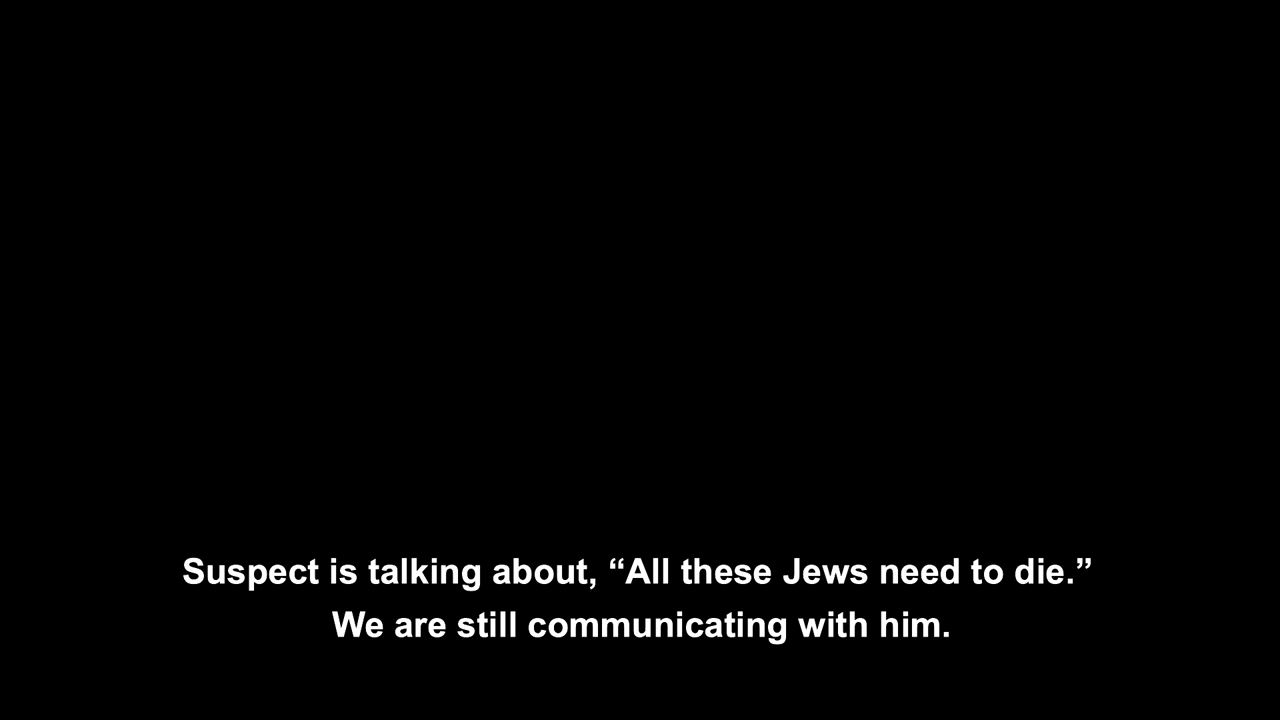 Suspect is talking about, “All these Jews need to die.”
We are still communicating with him.